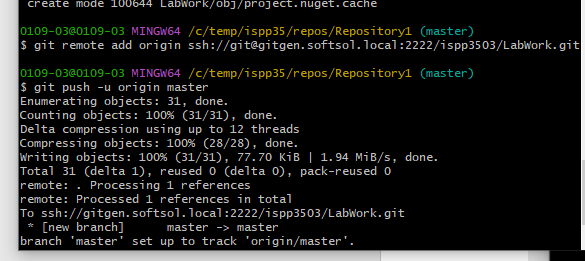 create mode 100644 LabWork/obj/project.nuget.cache
0109-03@0109-03 MINGW64 /c/temp/ispp35/repos/Repository1 (master)
$ git remote add origin ssh://git@gitgen.softsol.local:2222/ispp3503/LabWork.git
0109-03@0109-03 MINGW64 /c/temp/ispp35/repos/Repository1 (master)
$ git push -u origin master
Enumerating objects: 31, done.
Counting objects: 100% (31/31), done.
Delta compression using up to 12 threads
Compressing objects: 100% (28/28), done.
Writing objects: 100% (31/31), 77.70 KiB | 1.94 MiB/s, done.
Total 31 (delta 1), reused 0 (delta 0), pack-reused 0
remote: . Processing 1 references
remote: Processed 1 references in total
To ssh://gitgen.softsol.local:2222/ispp3503/LabWork.git
* [new branch]      master -> master
branch 'master' set up to track 'origin/master'.